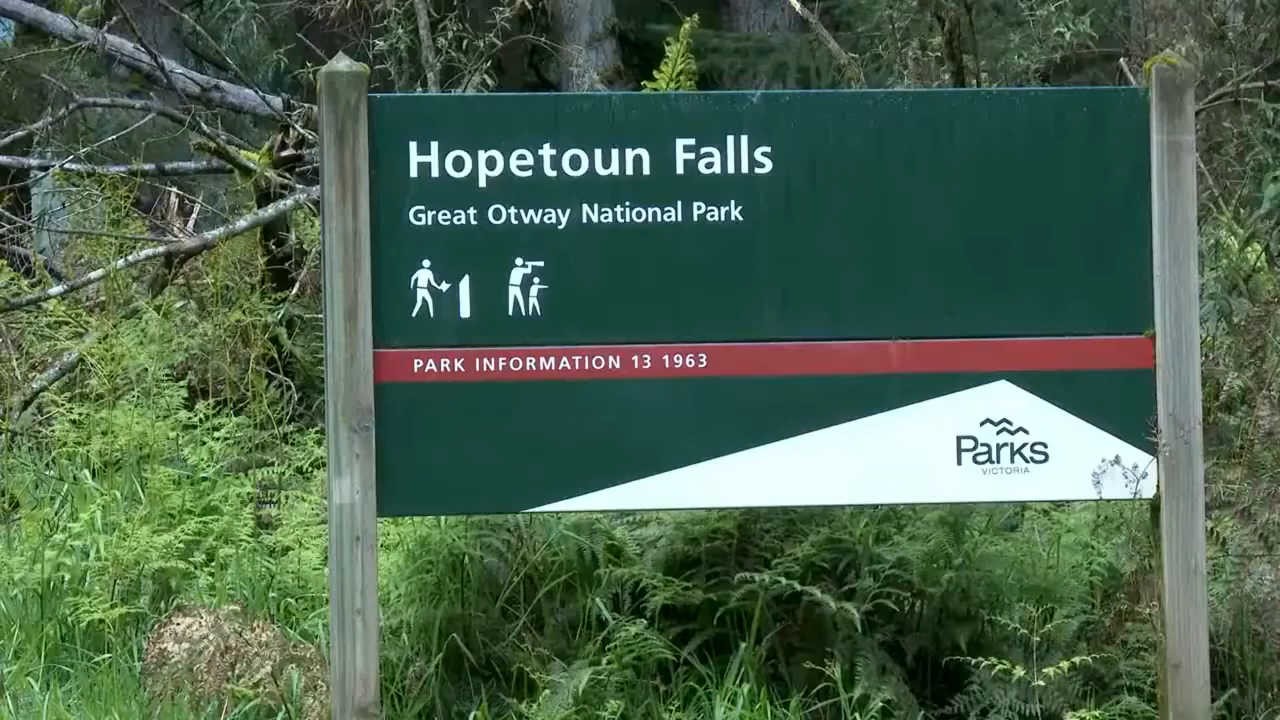 Hopetoun Falls
Great Otway National Park
PARK INFORMATION 13 1963
Parks
VICTORIA